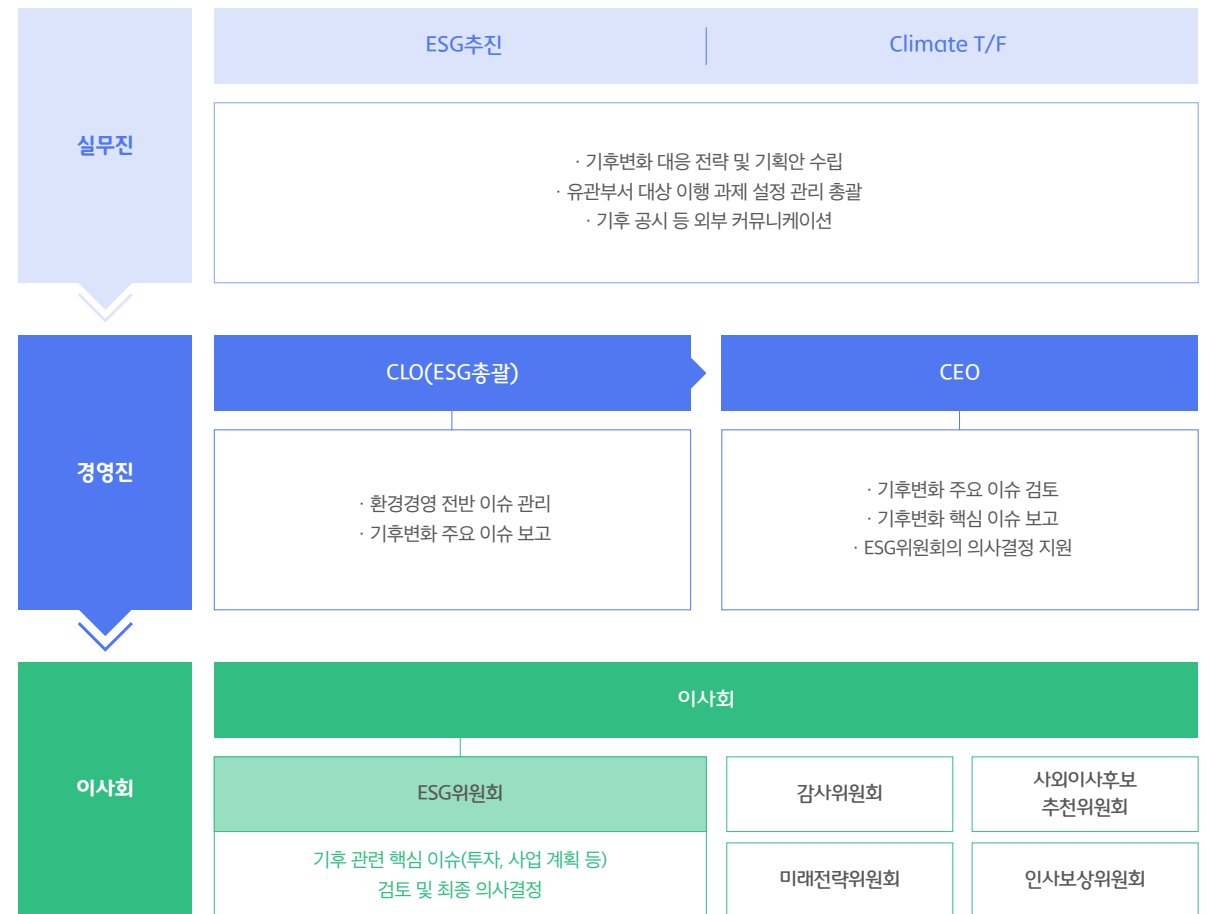 실무진
ESG추진
Climate T/F
· 기후변화 대응 전략 및 기획안 수립
· 유관부서 대상 이행 과제 설정 관리 총괄
· 기후 공시 등 외부 커뮤니케이션
경영진
CLO(ESG총괄)
CEO
· 환경경영 전반 이슈 관리
· 기후변화 주요 이슈 보고
· 기후변화 주요 이슈 검토
· 기후변화 핵심 이슈 보고
· ESG위원회의 의사결정 지원
이사회
이사회
ESG위원회
기후 관련 핵심 이슈(투자, 사업 계획 등)
검토 및 최종 의사결정
감사위원회
사외이사후보
추천위원회
미래전략위원회
인사보상위원회